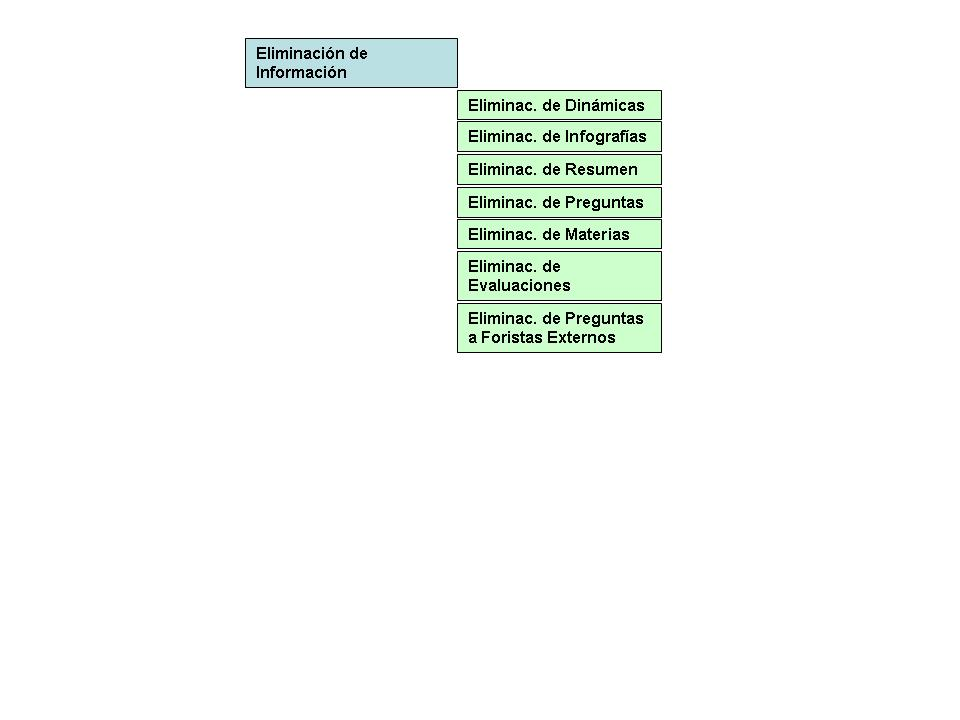 Eliminación de
Información
Eliminac. de Dinámicas
Eliminac. de Infografías
Eliminac. de Resumen
Eliminac. de Preguntas
Eliminac. de Materias
Eliminac. de
Evaluaciones
Eliminac. de Preguntas
a Foristas Externos